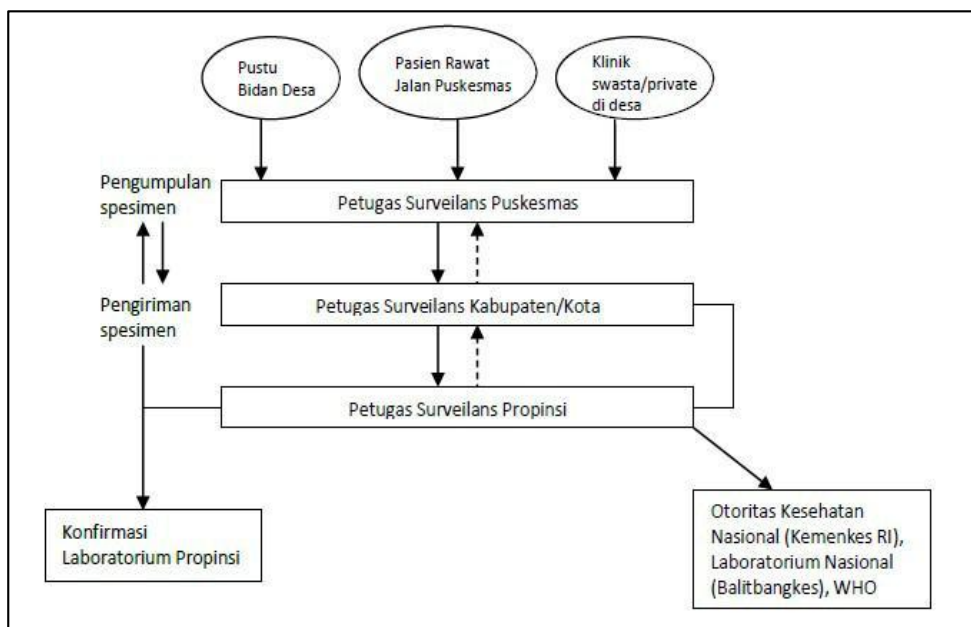 Pustu
Bidan Desa
Pasien Rawat
Jalan Puskesmas
Klinik
swasta/private
di desa
Pengumpulan
spesimen
Petugas Surveilans Puskesmas
Pengiriman
spesimen
Petugas Surveilans Kabupaten/Kota
Petugas Surveilans Propinsi
Konfirmasi
Laboratorium Propinsi
Otoritas Kesehatan
Nasional (Kemenkes RI),
Laboratorium Nasional
(Balitbangkes), WHO